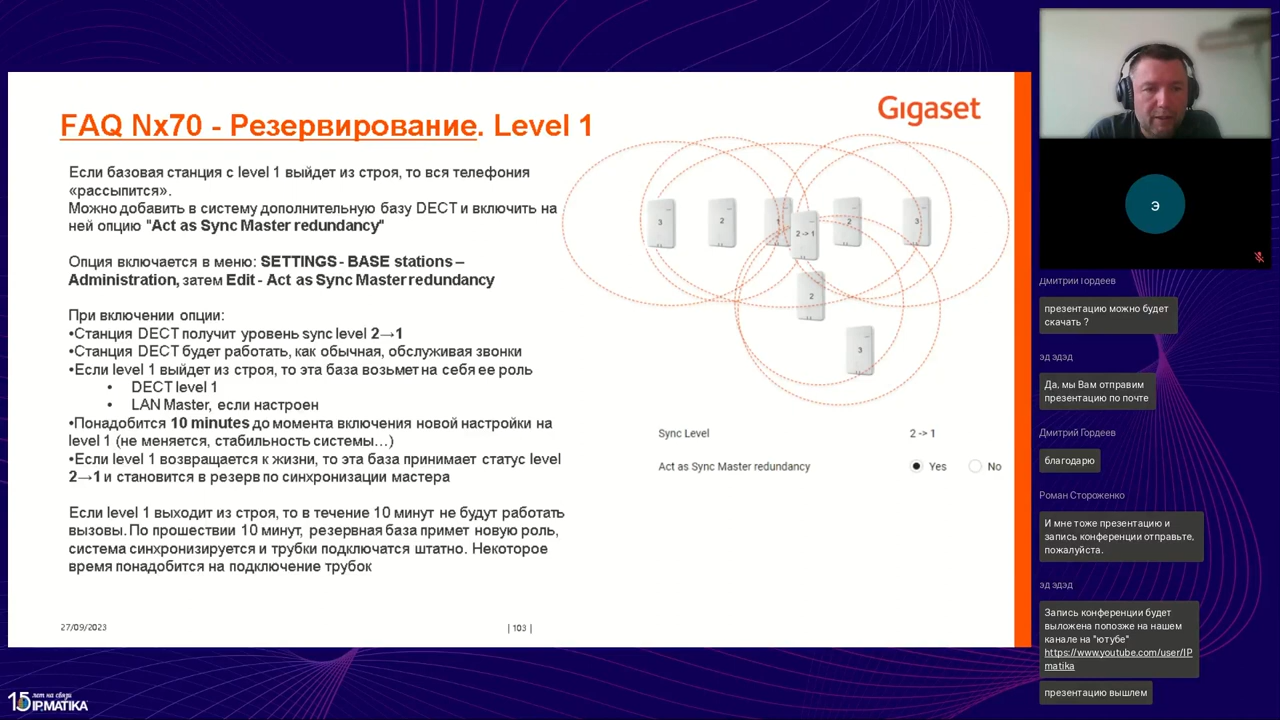 FAQ Nx70 - Резервирование. Level 1
Gigaset
Если базовая станция с level 1 выйдет из строя, то вся телефония
«рассыпится».
Можно добавить в систему дополнительную базу DECT и включить на
ней опцию "Act as Sync Master redundancy"
Опция включается в меню: SETTINGS - BASE stations –
Administration, затем Edit - Act as Sync Master redundancy
При включении опции:
•Станция DECT получит уровень sync level 2→1
•Станция DECT будет работать, как обычная, обслуживая звонки
•Если level 1 выйдет из строя, то эта база возьмет на себя ее роль
• DECT level 1
• LAN Master, если настроен
•Понадобится 10 minutes до момента включения новой настройки на
level 1 (не меняется, стабильность системы…)
•Если level 1 возвращается к жизни, то эта база принимает статус level
2→1 и становится в резерв по синхронизации мастера
Если level 1 выходит из строя, то в течение 10 минут не будут работать
вызовы. По прошествии 10 минут, резервная база примет новую роль,
система синхронизируется и трубки подключатся штатно. Некоторое
время понадобится на подключение трубок
3
2
1
2 -> 1
2
3
2
3
Sync Level 2 -> 1
Act as Sync Master redundancy Yes No
27/09/2023
| 103 |
15 лет на связи
IPMATIKA
э
Дмитрий Гордеев
презентацию можно будет
скачать ?
эд эдэд
Да, мы Вам отправим
презентацию по почте
Дмитрий Гордеев
благодарю
Роман Стороженко
И мне тоже презентацию и
запись конференции отправьте,
пожалуйста.
эд эдэд
Запись конференции будет
выложена попозже на нашем
канале на "ютубе"
https://www.youtube.com/user/IP
matika
презентацию вышлем